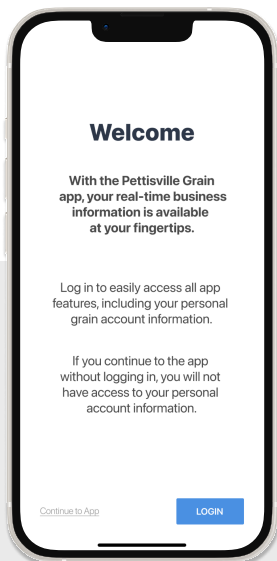 Welcome
With the Pettisville Grain
app, your real-time business
information is available
at your fingertips.
Log in to easily access all app
features, including your personal
grain account information.
If you continue to the app
without logging in, you will not
have access to your personal
account information.
Continue to App
LOGIN